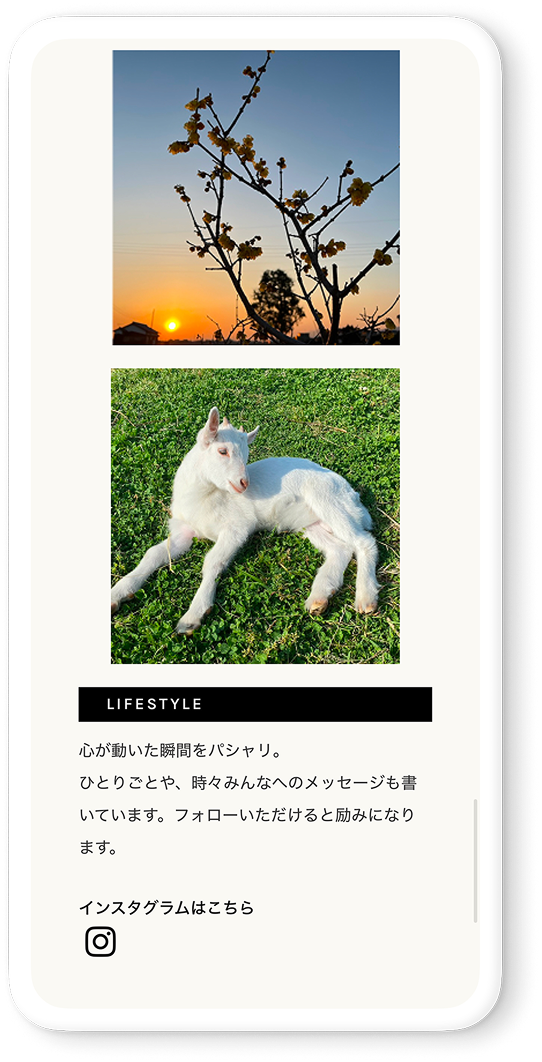 LIFESTYLE
心が動いた瞬間をパシャリ。
ひとりごとや、時々みんなへのメッセージも書
いています。フォローいただけると励みになり
ます。
インスタグラムはこちら